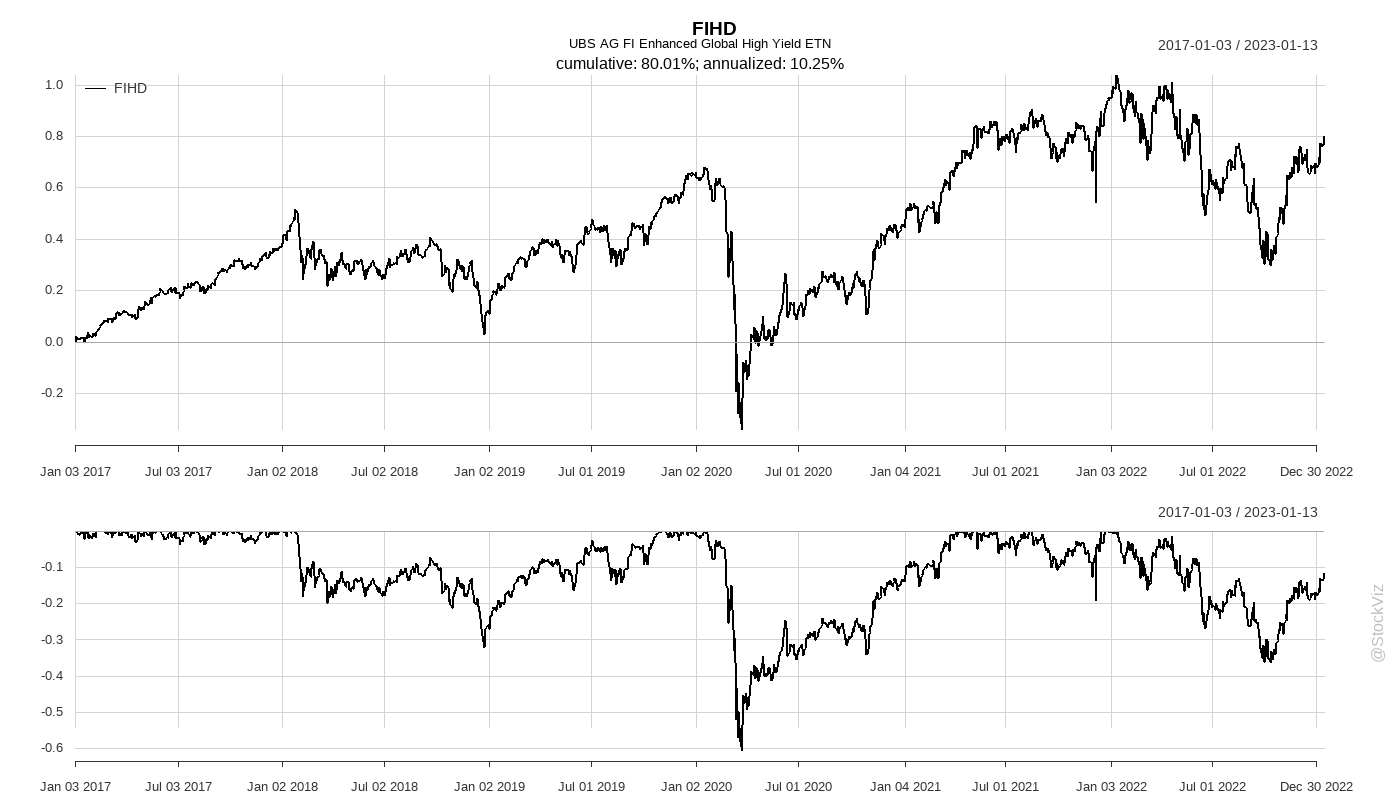 FIHD
UBS AG FI Enhanced Global High Yield ETN
cumulative: 80.01%; annualized: 10.25%
2017-01-03 / 2023-01-13
FIHD
1.0
0.8
0.6
0.4
0.2
0.0
-0.2
Jan 03 2017 Jul 03 2017 Jan 02 2018 Jul 02 2018 Jan 02 2019 Jul 01 2019 Jan 02 2020 Jul 01 2020 Jan 04 2021 Jul 01 2021 Jan 03 2022 Jul 01 2022 Dec 30 2022
2017-01-03 / 2023-01-13
-0.1
-0.2
-0.3
-0.4
-0.5
-0.6
Jan 03 2017 Jul 03 2017 Jan 02 2018 Jul 02 2018 Jan 02 2019 Jul 01 2019 Jan 02 2020 Jul 01 2020 Jan 04 2021 Jul 01 2021 Jan 03 2022 Jul 01 2022 Dec 30 2022
@StockViz